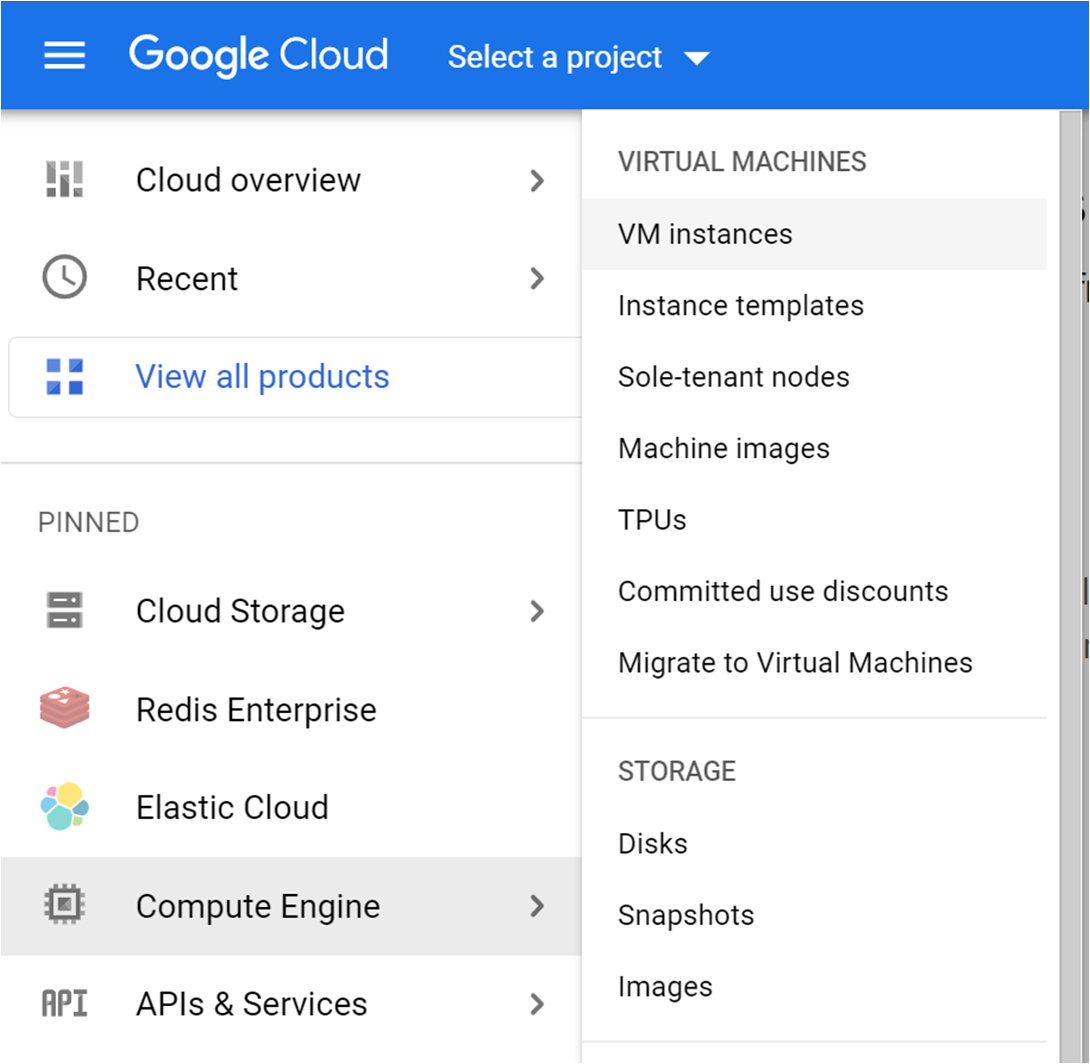 Google Cloud Select a project
Cloud overview
Recent
View all products
PINNED
Cloud Storage
Redis Enterprise
Elastic Cloud
Compute Engine
API APIs & Services
VIRTUAL MACHINES
VM instances
Instance templates
Sole-tenant nodes
Machine images
TPUs
Committed use discounts
Migrate to Virtual Machines
STORAGE
Disks
Snapshots
Images